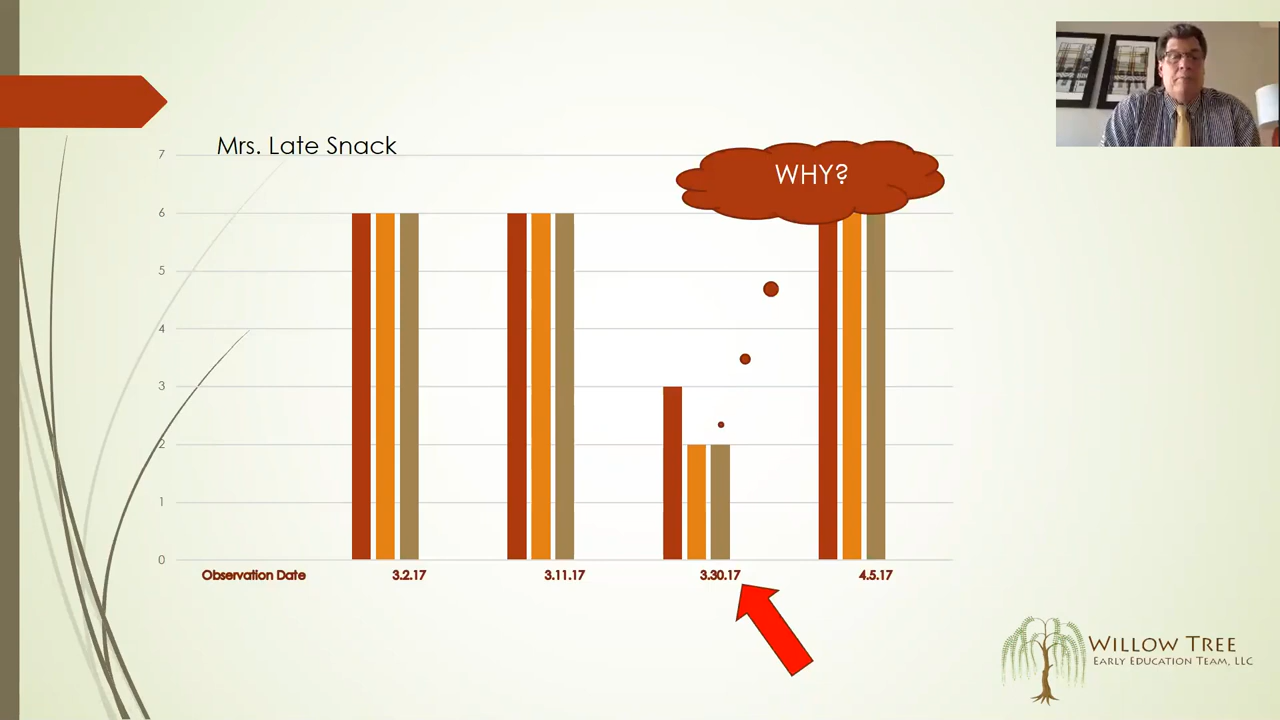 Mrs. Late Snack
WHY?
7
6
5
4
3
2
1
0
Observation Date 3.2.17 3.11.17 3.30.17 4.5.17
WILLOW TREE
EARLY EDUCATION TEAM, LLC